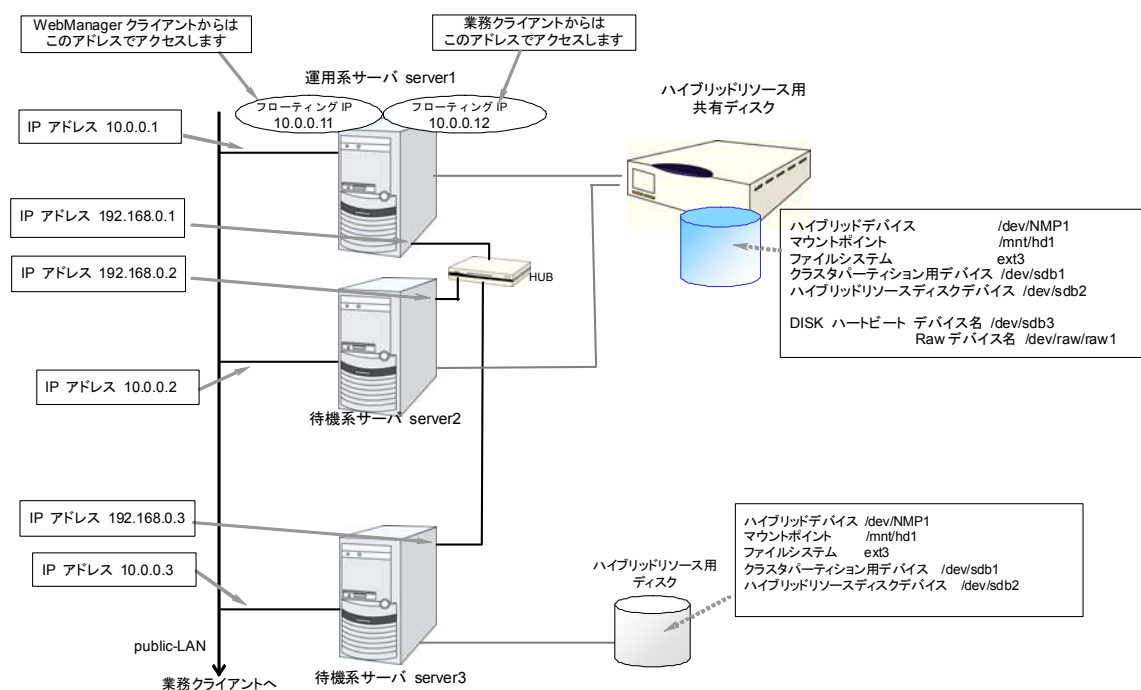 WebManager クライアントからは
このアドレスでアクセスします
業務クライアントからは
このアドレスでアクセスします
運用系サーバ server1
フローティング IP
10.0.0.11
フローティング IP
10.0.0.12
ハイブリッドリソース用
共有ディスク
IP アドレス 10.0.0.1
IP アドレス 192.168.0.1
IP アドレス 192.168.0.2
HUB
ハイブリッドデバイス /dev/NMP1
マウントポイント /mnt/hd1
ファイルシステム ext3
クラスタパーティション用デバイス /dev/sdb1
ハイブリッドリソースディスクデバイス /dev/sdb2
DISK ハートビート デバイス名 /dev/sdb3
Raw デバイス名 /dev/raw/raw1
IP アドレス 10.0.0.2
待機系サーバ server2
IP アドレス 192.168.0.3
IP アドレス 10.0.0.3
ハイブリッドリソース用
ディスク
ハイブリッドデバイス /dev/NMP1
マウントポイント /mnt/hd1
ファイルシステム ext3
クラスタパーティション用デバイス /dev/sdb1
ハイブリッドリソースディスクデバイス /dev/sdb2
public-LAN
業務クライアントへ
待機系サーバ server3